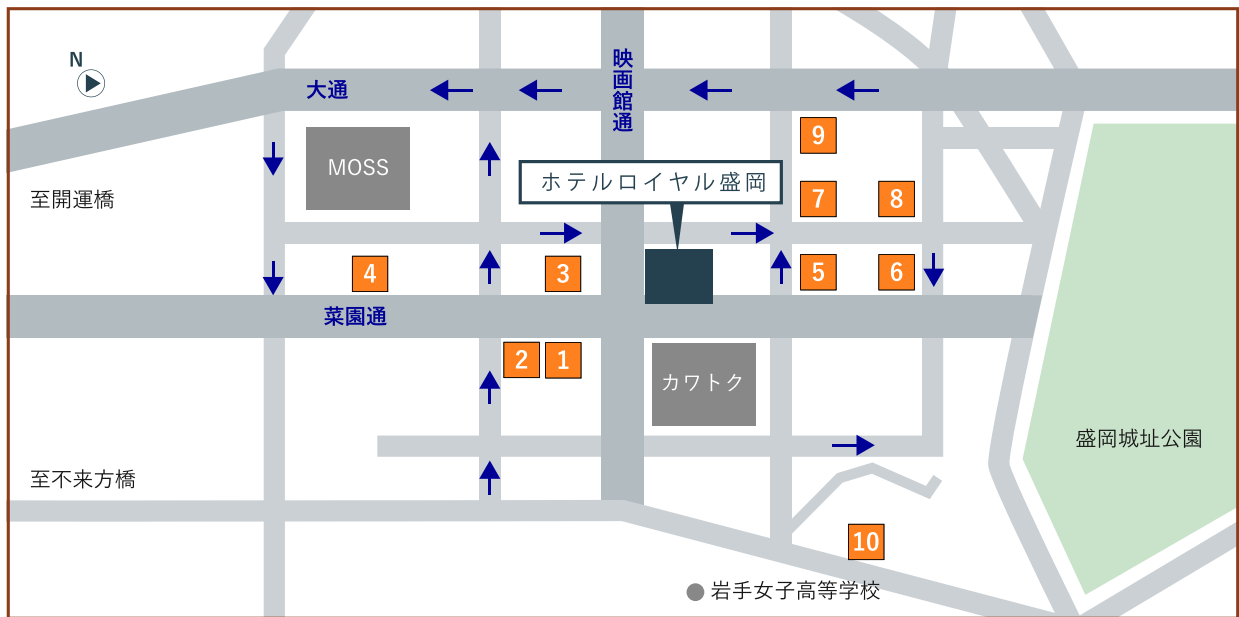 N
大通
映画館通
9
MOSS
ホテルロイヤル盛岡
至開運橋
7
8
4
3
5
6
菜園通
2
1
カワトク
盛岡城址公園
至不来方橋
10
岩手女子高等学校